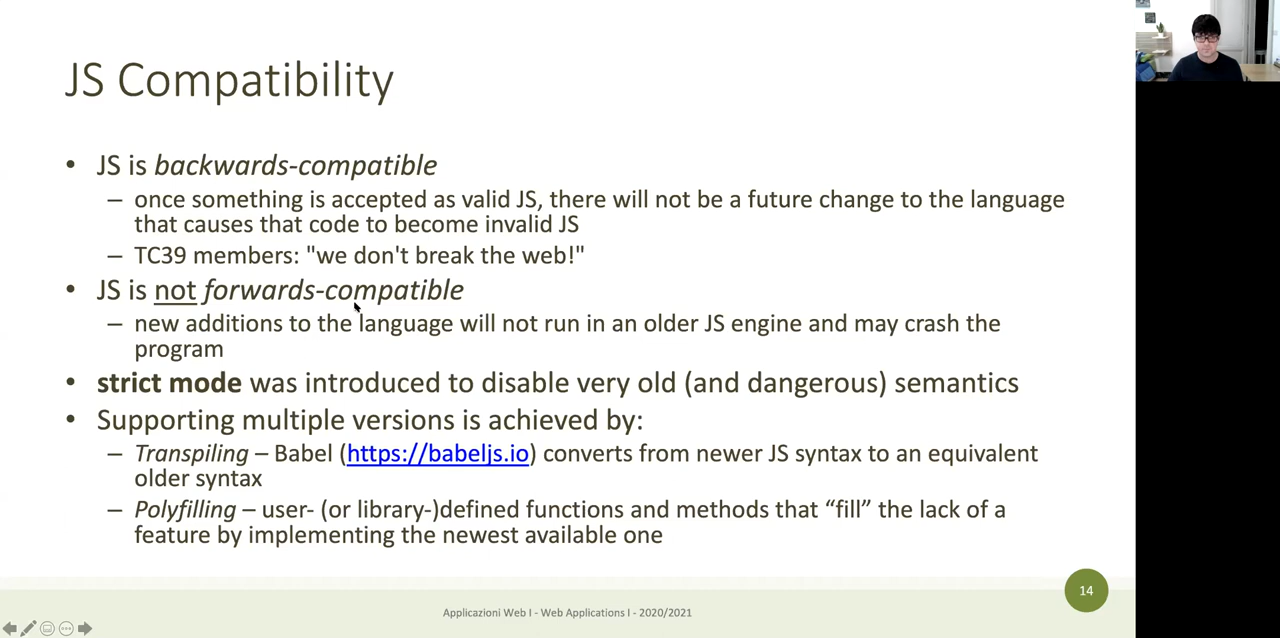 JS Compatibility
• JS is backwards-compatible
– once something is accepted as valid JS, there will not be a future change to the language
that causes that code to become invalid JS
– TC39 members: "we don't break the web!"
• JS is not forwards-compatible
– new additions to the language will not run in an older JS engine and may crash the
program
• strict mode was introduced to disable very old (and dangerous) semantics
• Supporting multiple versions is achieved by:
– Transpiling – Babel (https://babeljs.io) converts from newer JS syntax to an equivalent
older syntax
– Polyfilling – user- (or library-)defined functions and methods that “fill” the lack of a
feature by implementing the newest available one
14
Applicazioni Web I - Web Applications I - 2020/2021